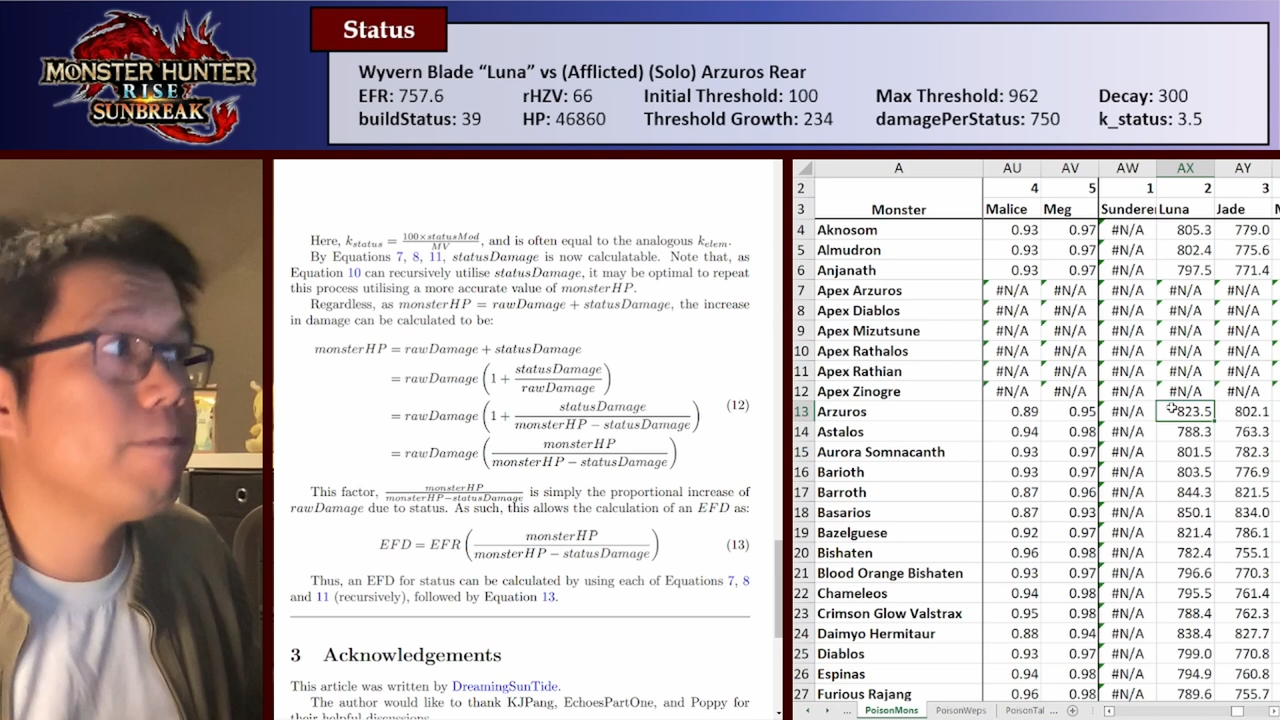 MONSTER HUNTER
RISE
SUNBREAK
Status
Wyvern Blade “Luna” vs (Afflicted) (Solo) Arzuros Rear
EFR: 757.6 rHZV: 66 Initial Threshold: 100 Max Threshold: 962 Decay: 300
buildStatus: 39 HP: 46860 Threshold Growth: 234 damagePerStatus: 750 k_status: 3.5
Here, kstatus = 100×statusMod / MV, and is often equal to the analogous kelem.
By Equations 7, 8, 11, statusDamage is now calculatable. Note that, as
Equation 10 can recursively utilise statusDamage, it may be optimal to repeat
this process utilising a more accurate value of monsterHP.
Regardless, as monsterHP = rawDamage + statusDamage, the increase
in damage can be calculated to be:
monsterHP = rawDamage + statusDamage
= rawDamage (1 + statusDamage / rawDamage)
= rawDamage (1 + statusDamage / monsterHP − statusDamage) (12)
= rawDamage (monsterHP / monsterHP − statusDamage)
This factor, monsterHP / monsterHP−statusDamage is simply the proportional increase of
rawDamage due to status. As such, this allows the calculation of an EFD as:
EFD = EFR (monsterHP / monsterHP − statusDamage) (13)
Thus, an EFD for status can be calculated by using each of Equations 7, 8
and 11 (recursively), followed by Equation 13.
3 Acknowledgements
This article was written by DreamingSunTide.
The author would like to thank KJPang, EchoesPartOne, and Poppy for
their helpful discussions.
A AU AV AW AX AY
2 4 5 1 2 3
3 Monster Malice Meg Sundere Luna Jade
4 Aknosom 0.93 0.97 #N/A 805.3 779.0
5 Almudron 0.93 0.97 #N/A 802.4 775.6
6 Anjanath 0.93 0.97 #N/A 797.5 771.4
7 Apex Arzuros #N/A #N/A #N/A #N/A #N/A
8 Apex Diablos #N/A #N/A #N/A #N/A #N/A
9 Apex Mizutsune #N/A #N/A #N/A #N/A #N/A
10 Apex Rathalos #N/A #N/A #N/A #N/A #N/A
11 Apex Rathian #N/A #N/A #N/A #N/A #N/A
12 Apex Zinogre #N/A #N/A #N/A #N/A #N/A
13 Arzuros 0.89 0.95 #N/A 823.5 802.1
14 Astalos 0.94 0.98 #N/A 788.3 763.3
15 Aurora Somnacanth 0.93 0.97 #N/A 801.5 782.3
16 Barioth 0.93 0.97 #N/A 803.5 776.9
17 Barroth 0.87 0.96 #N/A 844.3 821.5
18 Basarios 0.87 0.93 #N/A 850.1 834.0
19 Bazelguese 0.92 0.97 #N/A 821.4 786.1
20 Bishaten 0.96 0.98 #N/A 782.4 755.1
21 Blood Orange Bishaten 0.93 0.97 #N/A 796.6 770.3
22 Chameleos 0.94 0.98 #N/A 795.5 761.4
23 Crimson Glow Valstrax 0.95 0.98 #N/A 788.4 762.3
24 Daimyo Hermitaur 0.88 0.94 #N/A 838.4 827.7
25 Diablos 0.93 0.97 #N/A 799.0 770.8
26 Espinas 0.94 0.98 #N/A 794.9 760.8
27 Furious Rajang 0.96 0.98 #N/A 789.6 755.7
... PoisonMons PoisonWeps PoisonTal ...